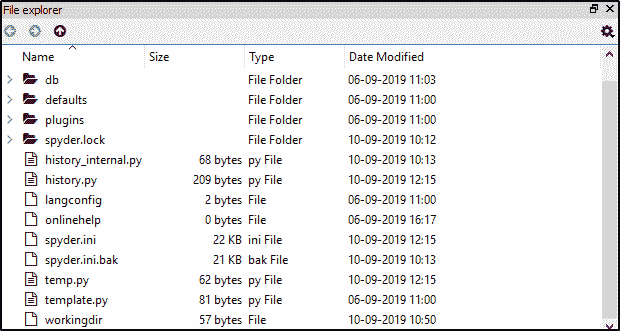 File explorer
Name Size Type Date Modified
db File Folder 06-09-2019 11:03
defaults File Folder 06-09-2019 11:00
plugins File Folder 06-09-2019 11:00
spyder.lock File Folder 10-09-2019 10:12
history_internal.py 68 bytes py File 10-09-2019 10:13
history.py 209 bytes py File 10-09-2019 12:15
langconfig 2 bytes File 06-09-2019 11:00
onlinehelp 0 bytes File 06-09-2019 16:17
spyder.ini 22 KB ini File 10-09-2019 12:15
spyder.ini.bak 21 KB bak File 10-09-2019 10:13
temp.py 62 bytes py File 10-09-2019 12:15
template.py 81 bytes py File 06-09-2019 11:00
workingdir 57 bytes File 10-09-2019 10:50